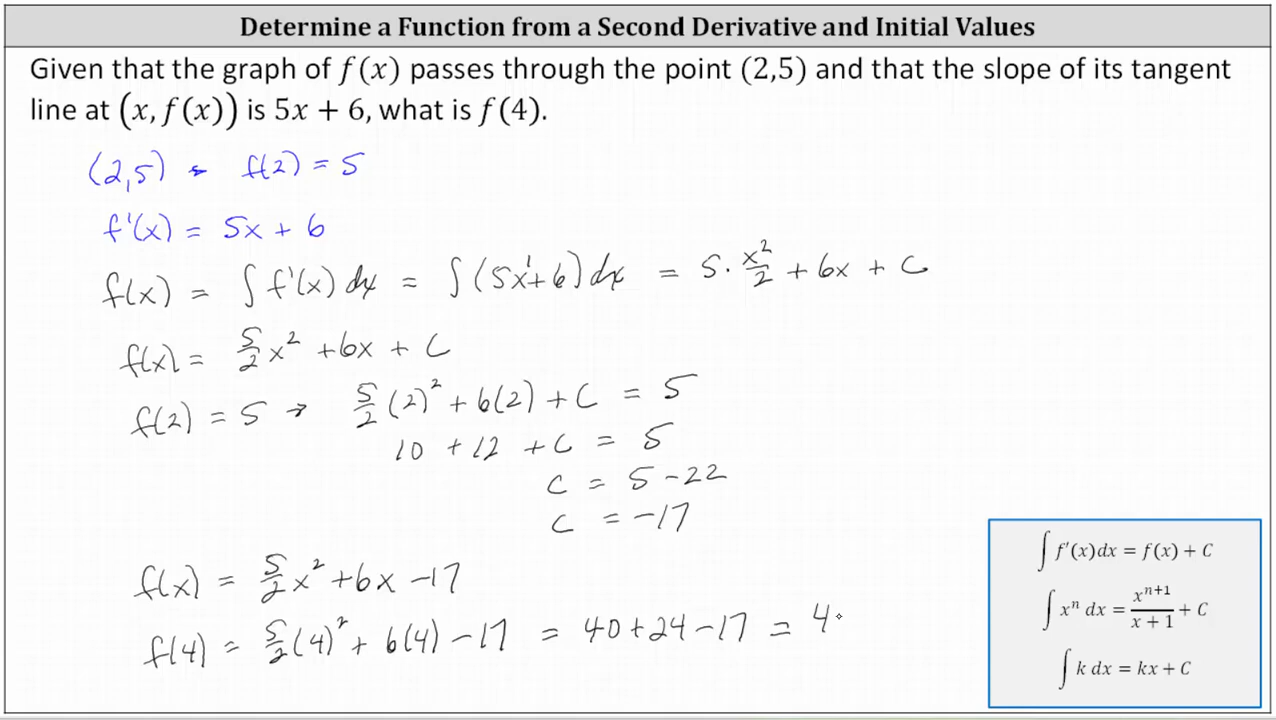 Determine a Function from a Second Derivative and Initial Values
Given that the graph of f(x) passes through the point (2,5) and that the slope of its tangent
line at (x, f(x)) is 5x + 6, what is f(4).
(2,5) → f(2) = 5
f'(x) = 5x + 6
f(x) = ∫ f'(x) dx = ∫ (5x¹ + 6) dx = 5 · x²/2 + 6x + C
f(x) = 5/2 x² + 6x + C
f(2) = 5 → 5/2 (2)² + 6(2) + C = 5
10 + 12 + C = 5
C = 5 - 22
C = -17
f(x) = 5/2 x² + 6x - 17
f(4) = 5/2 (4)² + 6(4) - 17 = 40 + 24 - 17 = 4
∫ f'(x)dx = f(x) + C
∫ xⁿ dx = xⁿ⁺¹/x + 1 + C
∫ k dx = kx + C